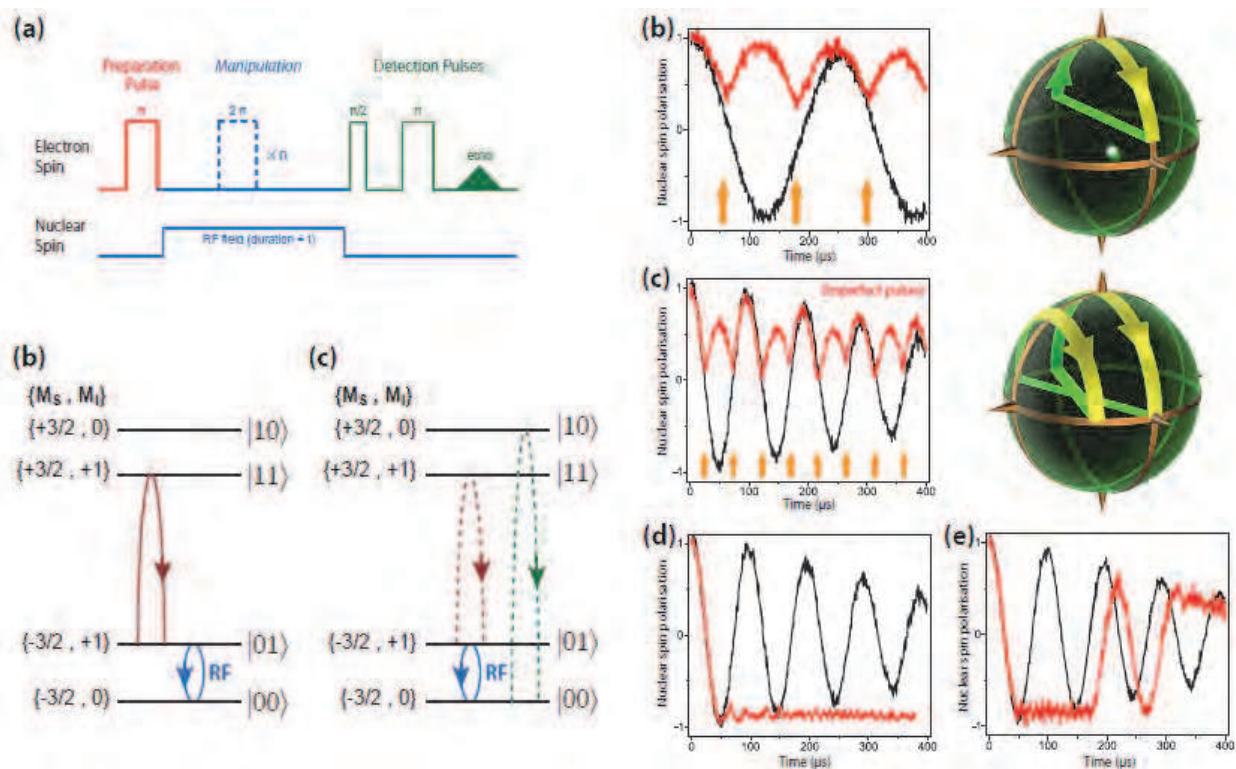 (a)
Preparation
Pulse
Manipulation
Detection Pulses
π
2π
π/2
π
Electron
Spin
× n
echo
Nuclear
Spin
RF field (duration = t)
(b)
{M_S , M_I}
{+3/2 , 0}
|10⟩
{+3/2 , +1}
|11⟩
{-3/2 , +1}
|01⟩
RF
{-3/2 , 0}
|00⟩
(c)
{M_S , M_I}
{+3/2 , 0}
|10⟩
{+3/2 , +1}
|11⟩
{-3/2 , +1}
|01⟩
RF
{-3/2 , 0}
|00⟩
(b)
Nuclear spin polarisation
1
0
-1
0 100 200 300 400
Time (µs)
(c)
(Imperfect pulses)
Nuclear spin polarisation
1
0
-1
0 100 200 300 400
Time (µs)
(d)
Nuclear spin polarisation
1
0
-1
0 100 200 300 400
Time (µs)
(e)
Nuclear spin polarisation
1
0
-1
0 100 200 300 400
Time (µs)